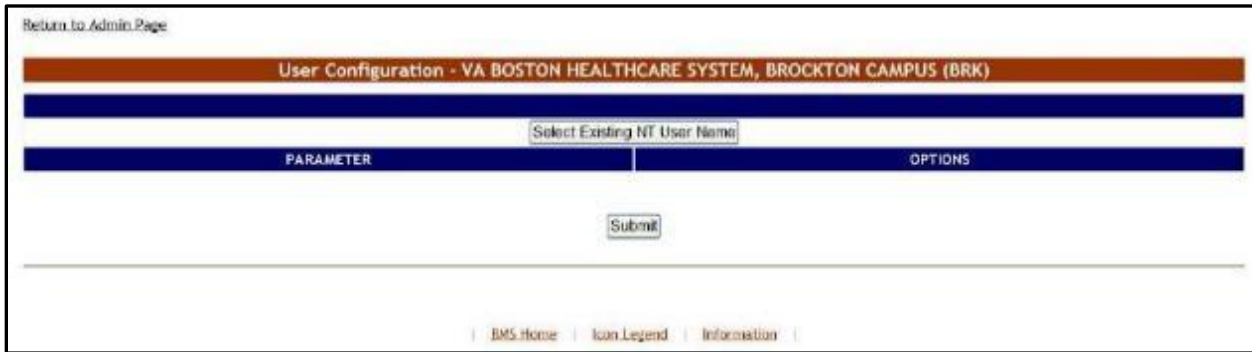 Return to Admin Page
User Configuration - VA BOSTON HEALTHCARE SYSTEM, BROCKTON CAMPUS (BRK)
Select Existing NT User Name
PARAMETER OPTIONS
Submit
| BMS Home | Icon Legend | Information |